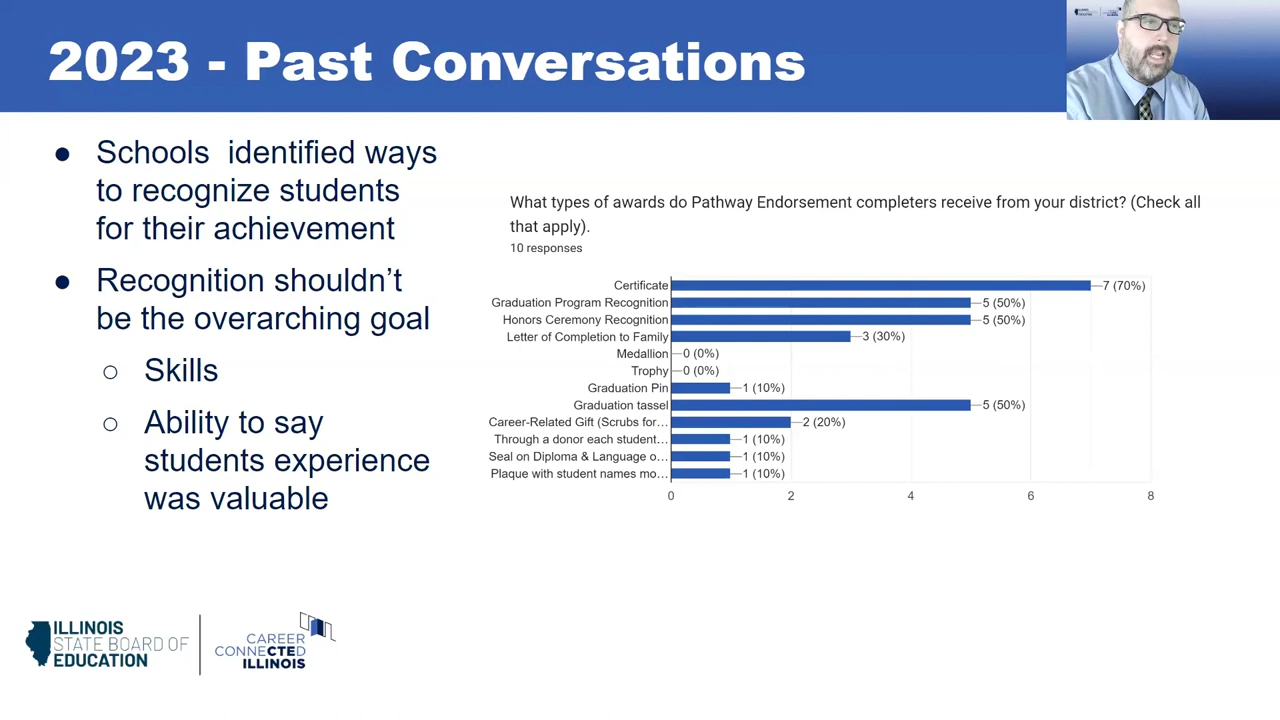 2023 - Past Conversations
● Schools identified ways
to recognize students
for their achievement
● Recognition shouldn’t
be the overarching goal
○ Skills
○ Ability to say
students experience
was valuable
What types of awards do Pathway Endorsement completers receive from your district? (Check all
that apply).
10 responses
Certificate 7 (70%)
Graduation Program Recognition 5 (50%)
Honors Ceremony Recognition 5 (50%)
Letter of Completion to Family 3 (30%)
Medallion 0 (0%)
Trophy 0 (0%)
Graduation Pin 1 (10%)
Graduation tassel 5 (50%)
Career-Related Gift (Scrubs for… 2 (20%)
Through a donor each student… 1 (10%)
Seal on Diploma & Language o… 1 (10%)
Plaque with student names mo… 1 (10%)
0 2 4 6 8
ILLINOIS
STATE BOARD OF
EDUCATION
CAREER
CONNECTED
ILLINOIS